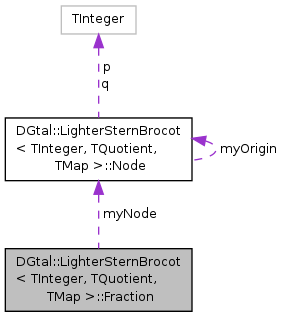 TInteger
p
q
DGtal::LighterSternBrocot
< TInteger, TQuotient,
TMap >::Node
myOrigin
myNode
DGtal::LighterSternBrocot
< TInteger, TQuotient,
TMap >::Fraction